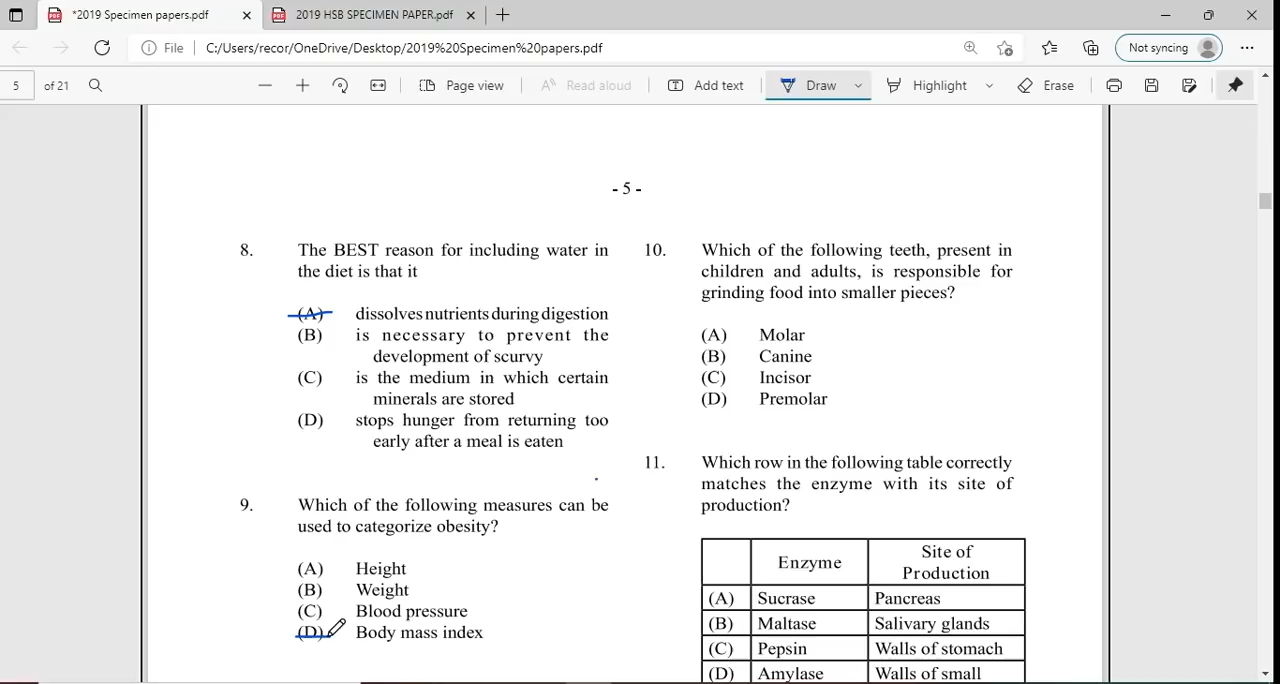 *2019 Specimen papers.pdf
2019 HSB SPECIMEN PAPER.pdf
File
C:/Users/recor/OneDrive/Desktop/2019%20Specimen%20papers.pdf
Not syncing
5 of 21
Page view
Read aloud
Add text
Draw
Highlight
Erase
- 5 -
8. The BEST reason for including water in
the diet is that it
(A) dissolves nutrients during digestion
(B) is necessary to prevent the
development of scurvy
(C) is the medium in which certain
minerals are stored
(D) stops hunger from returning too
early after a meal is eaten
9. Which of the following measures can be
used to categorize obesity?
(A) Height
(B) Weight
(C) Blood pressure
(D) Body mass index
10. Which of the following teeth, present in
children and adults, is responsible for
grinding food into smaller pieces?
(A) Molar
(B) Canine
(C) Incisor
(D) Premolar
11. Which row in the following table correctly
matches the enzyme with its site of
production?
Enzyme
Site of
Production
(A) Sucrase Pancreas
(B) Maltase Salivary glands
(C) Pepsin Walls of stomach
(D) Amylase Walls of small